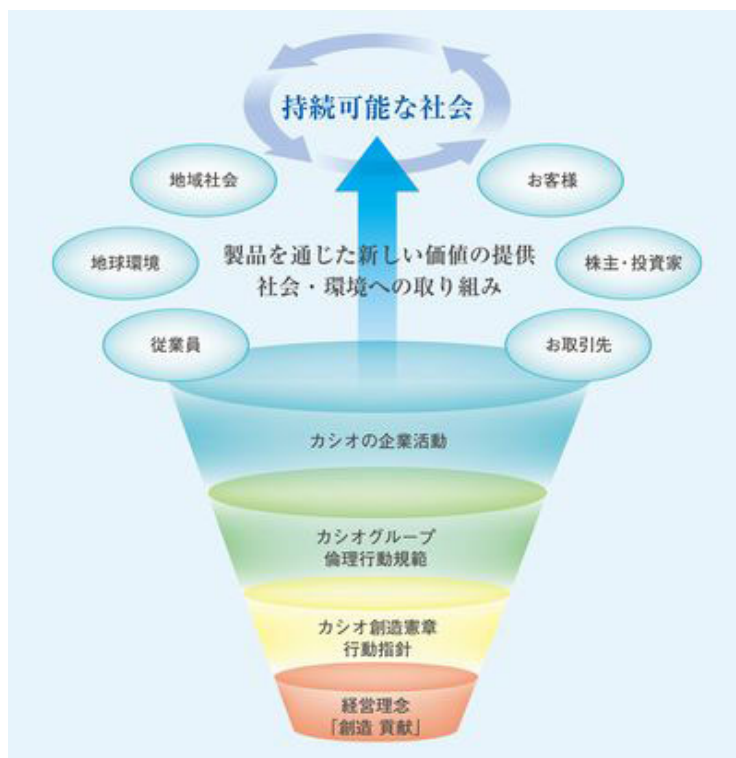 持続可能な社会
地域社会
お客様
地球環境
製品を通じた新しい価値の提供
社会・環境への取り組み
株主・投資家
従業員
お取引先
カシオの企業活動
カシオグループ
倫理行動規範
カシオ創造憲章
行動指針
経営理念
「創造 貢献」